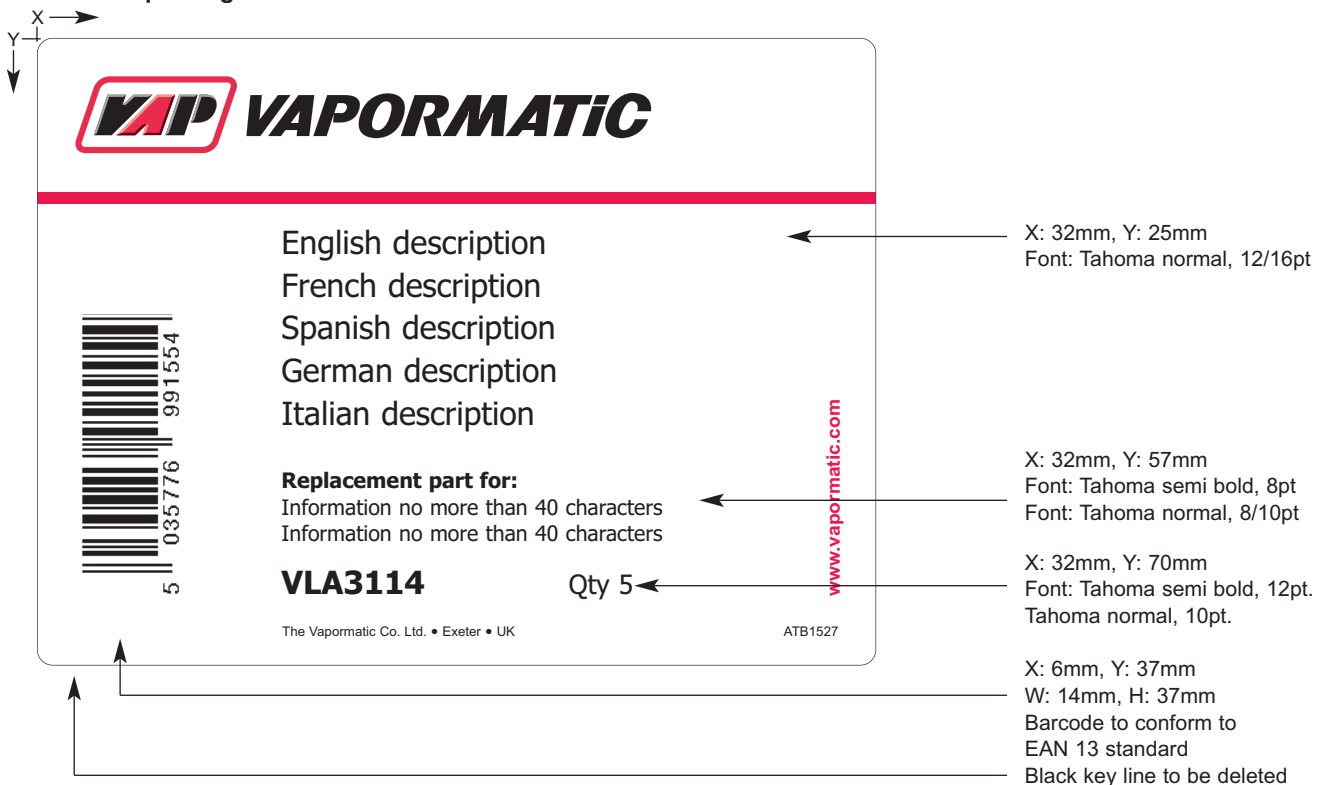 X
Y
VAP VAPORMATiC
English description
French description
Spanish description
German description
Italian description
Replacement part for:
Information no more than 40 characters
Information no more than 40 characters
VLA3114 Qty 5
The Vapormatic Co. Ltd. • Exeter • UK ATB1527
5 035776 991554
www.vapormatic.com
X: 32mm, Y: 25mm
Font: Tahoma normal, 12/16pt
X: 32mm, Y: 57mm
Font: Tahoma semi bold, 8pt
Font: Tahoma normal, 8/10pt
X: 32mm, Y: 70mm
Font: Tahoma semi bold, 12pt.
Tahoma normal, 10pt.
X: 6mm, Y: 37mm
W: 14mm, H: 37mm
Barcode to conform to
EAN 13 standard
Black key line to be deleted